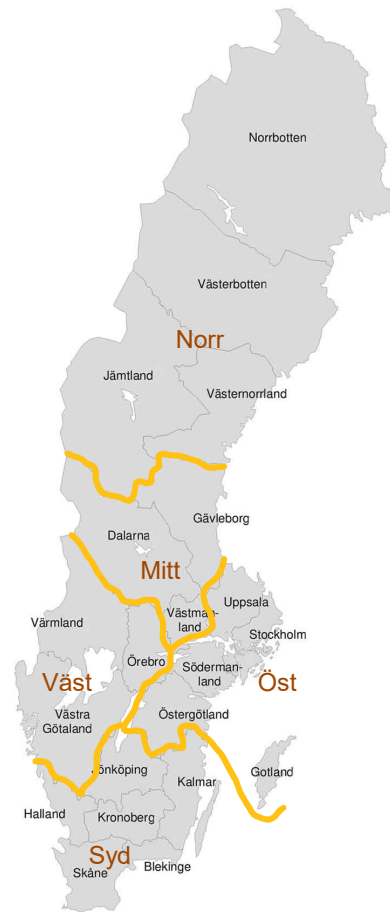 Norrbotten
Västerbotten
Norr
Jämtland
Västernorrland
Gävleborg
Dalarna
Mitt
Uppsala
Västman-
land
Värmland
Stockholm
Örebro
Söderman-
land
Väst
Öst
Västra
Götaland
Östergötland
Jönköping
Gotland
Kalmar
Halland
Kronoberg
Syd
Blekinge
Skåne